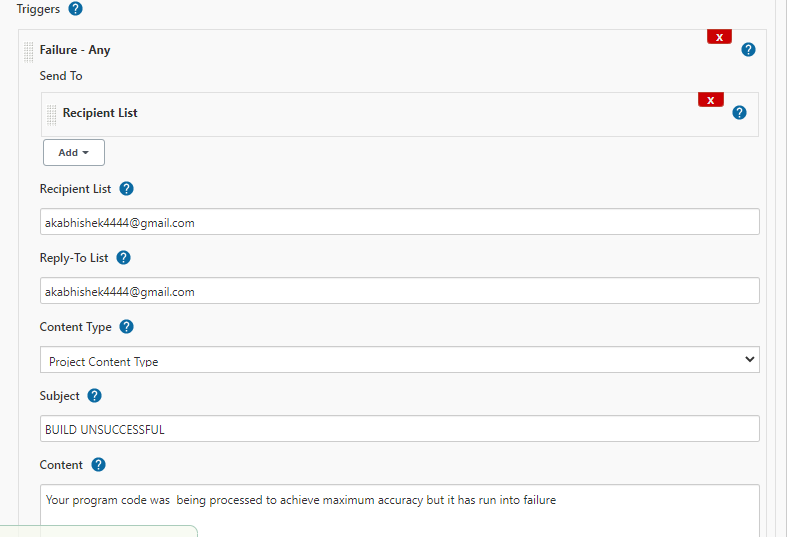 Triggers ?
x
Failure - Any ?
Send To
x
Recipient List ?
Add
Recipient List ?
akabhishek4444@gmail.com
Reply-To List ?
akabhishek4444@gmail.com
Content Type ?
Project Content Type
Subject ?
BUILD UNSUCCESSFUL
Content ?
Your program code was  being processed to achieve maximum accuracy but it has run into failure